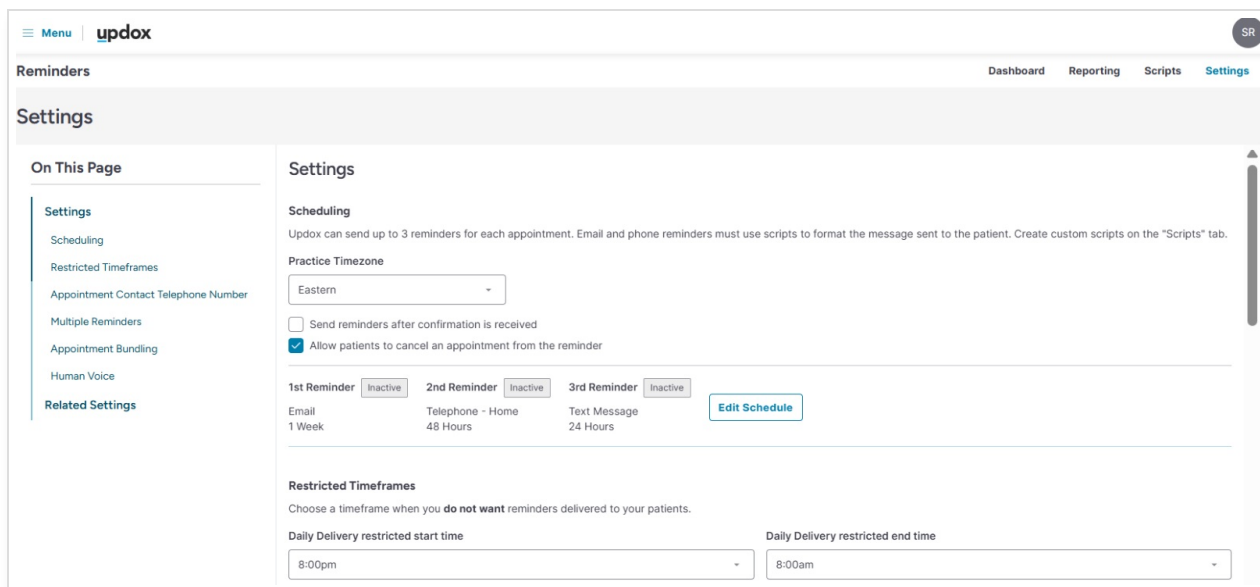 Menu updox SR
Reminders Dashboard Reporting Scripts Settings
Settings
On This Page
Settings
Scheduling
Restricted Timeframes
Appointment Contact Telephone Number
Multiple Reminders
Appointment Bundling
Human Voice
Related Settings
Settings
Scheduling
Updox can send up to 3 reminders for each appointment. Email and phone reminders must use scripts to format the message sent to the patient. Create custom scripts on the "Scripts" tab.
Practice Timezone
Eastern
Send reminders after confirmation is received
Allow patients to cancel an appointment from the reminder
1st Reminder Inactive 2nd Reminder Inactive 3rd Reminder Inactive
Email Telephone - Home Text Message
1 Week 48 Hours 24 Hours
Edit Schedule
Restricted Timeframes
Choose a timeframe when you do not want reminders delivered to your patients.
Daily Delivery restricted start time Daily Delivery restricted end time
8:00pm 8:00am